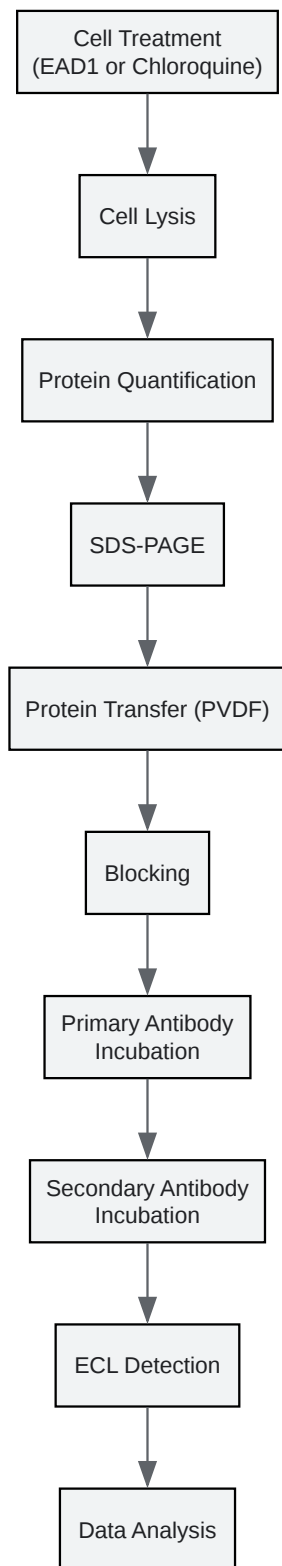 Cell Treatment
(EAD1 or Chloroquine)
Cell Lysis
Protein Quantification
SDS-PAGE
Protein Transfer (PVDF)
Blocking
Primary Antibody
Incubation
Secondary Antibody
Incubation
ECL Detection
Data Analysis